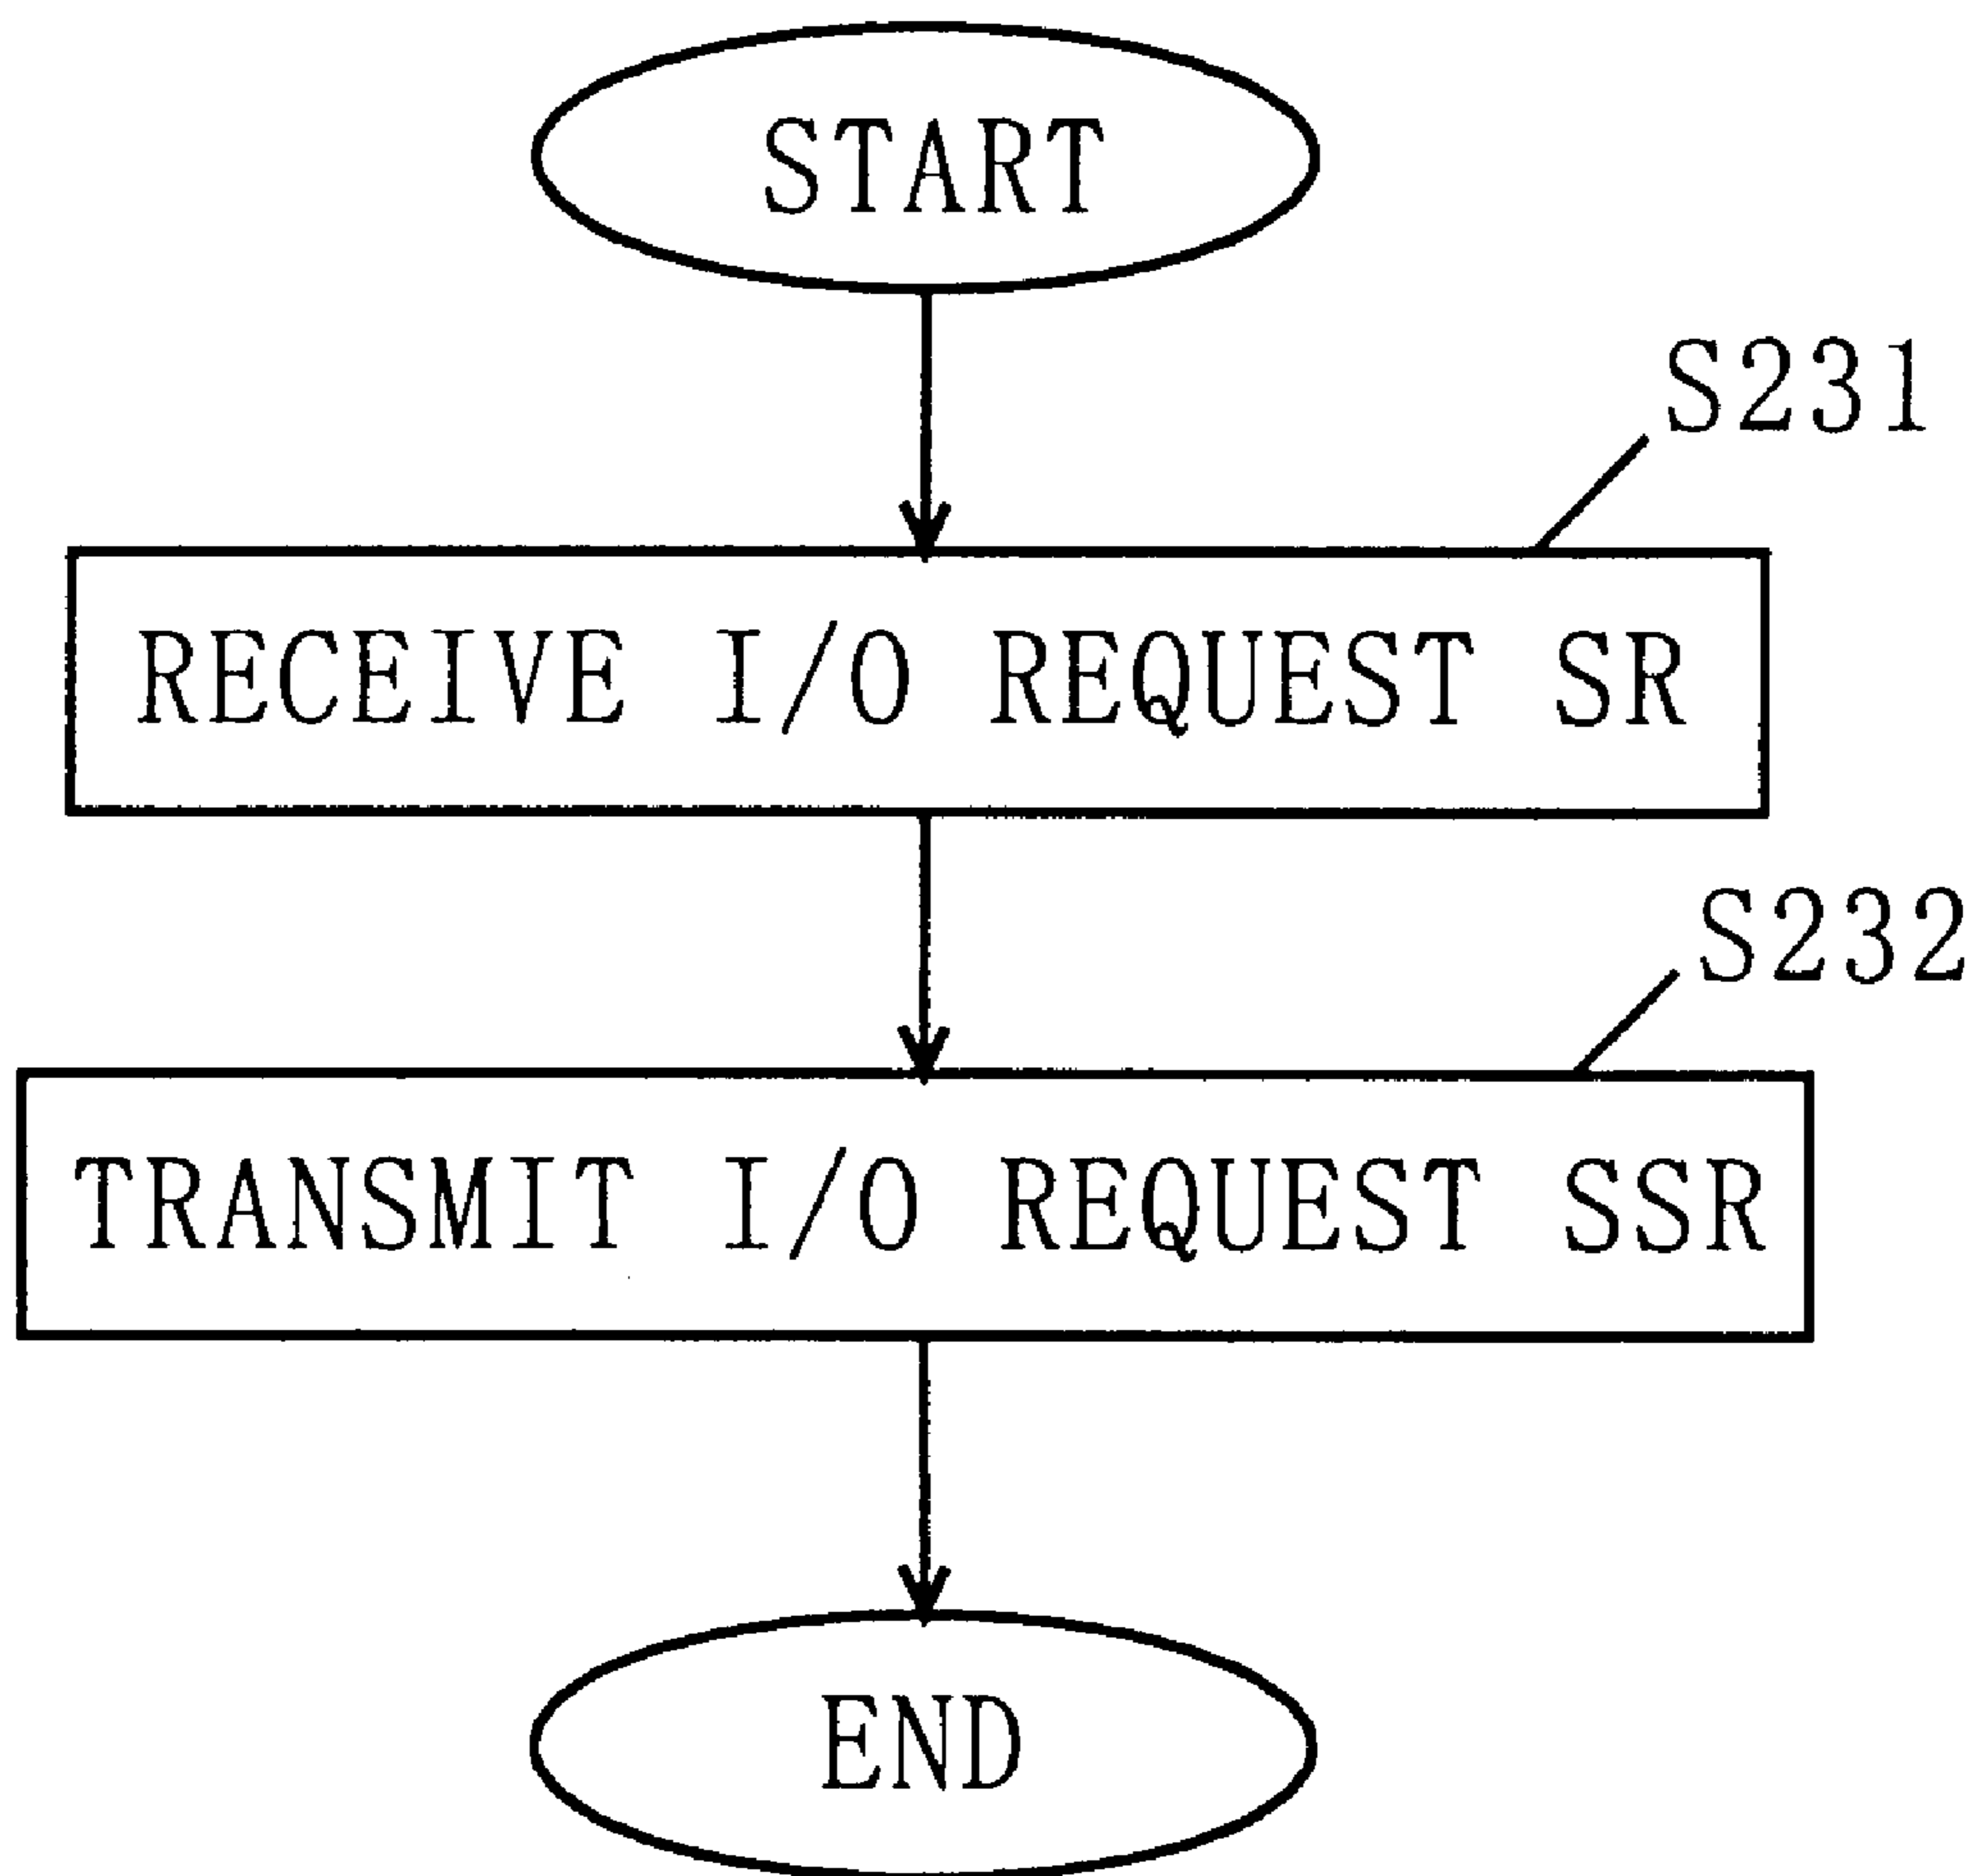 START
S231
RECEIVE I/O REQUEST SR
S232
TRANSMIT I/O REQUEST SSR
END